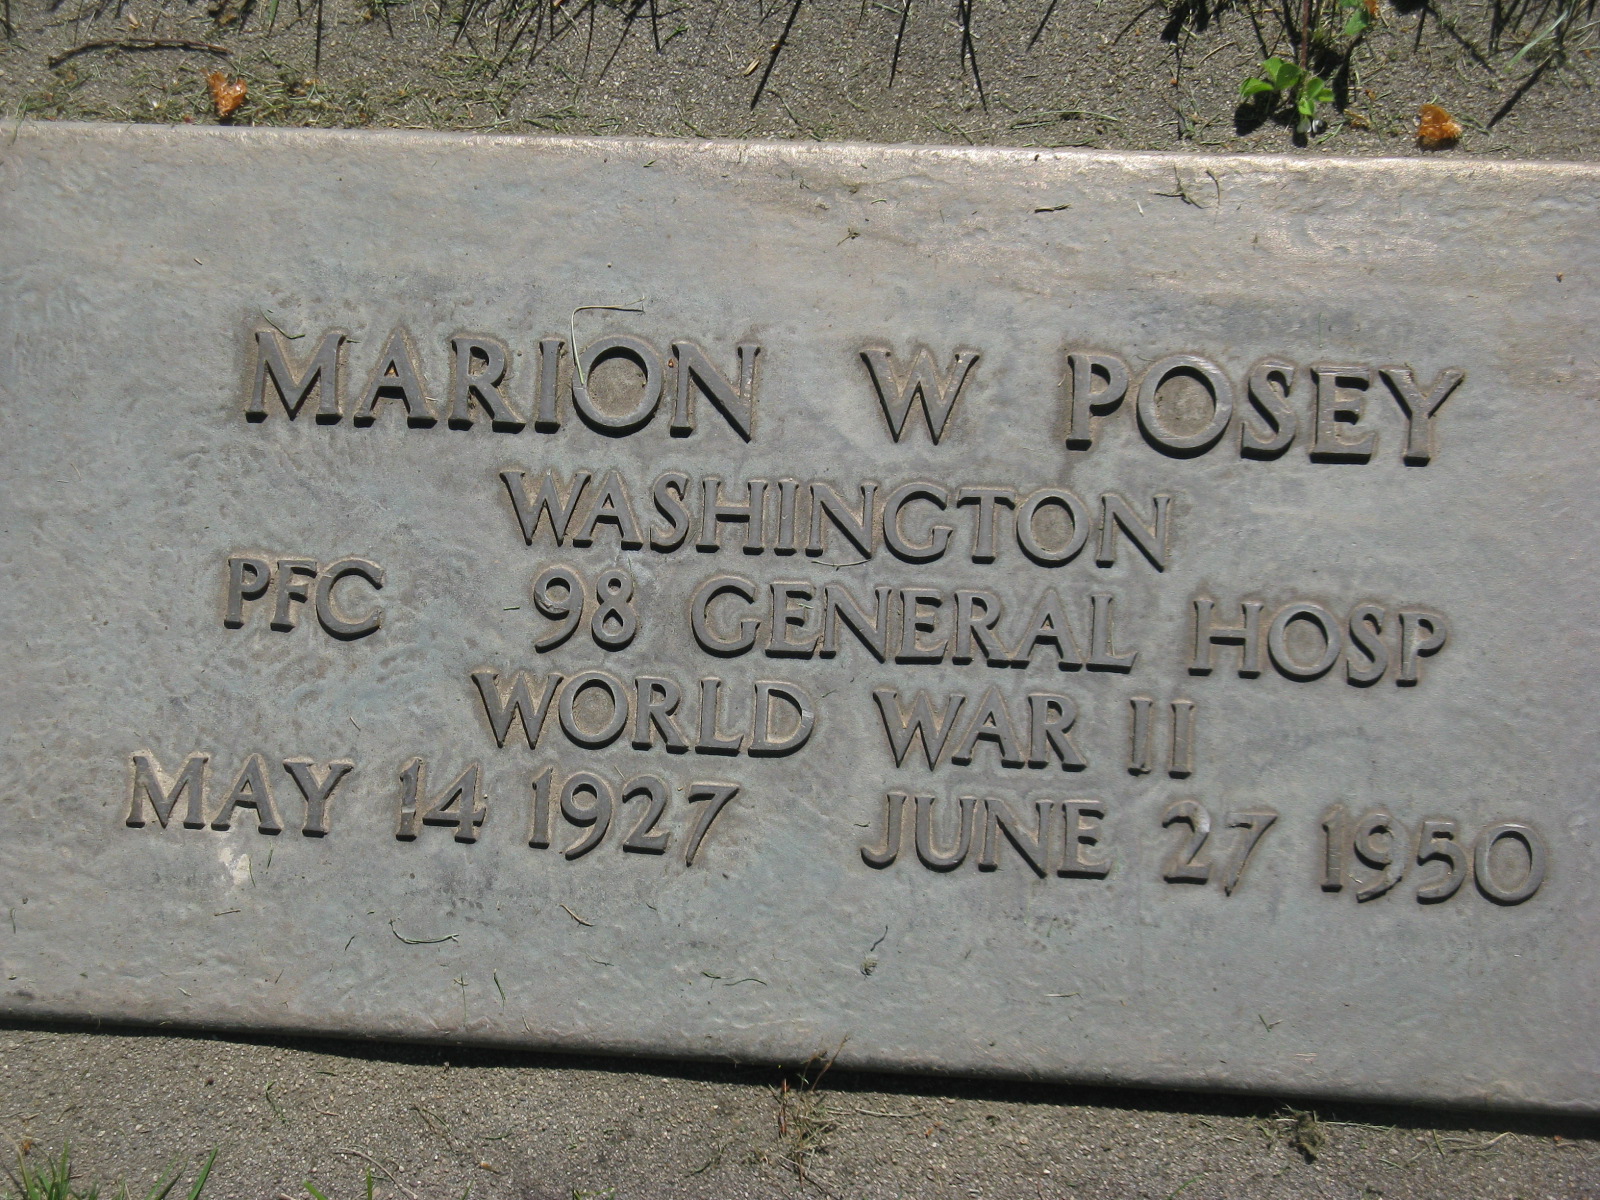 MARION W POSEY
WASHINGTON
PFC 98 GENERAL HOSP
WORLD WAR II
MAY 14 1927 JUNE 27 1950